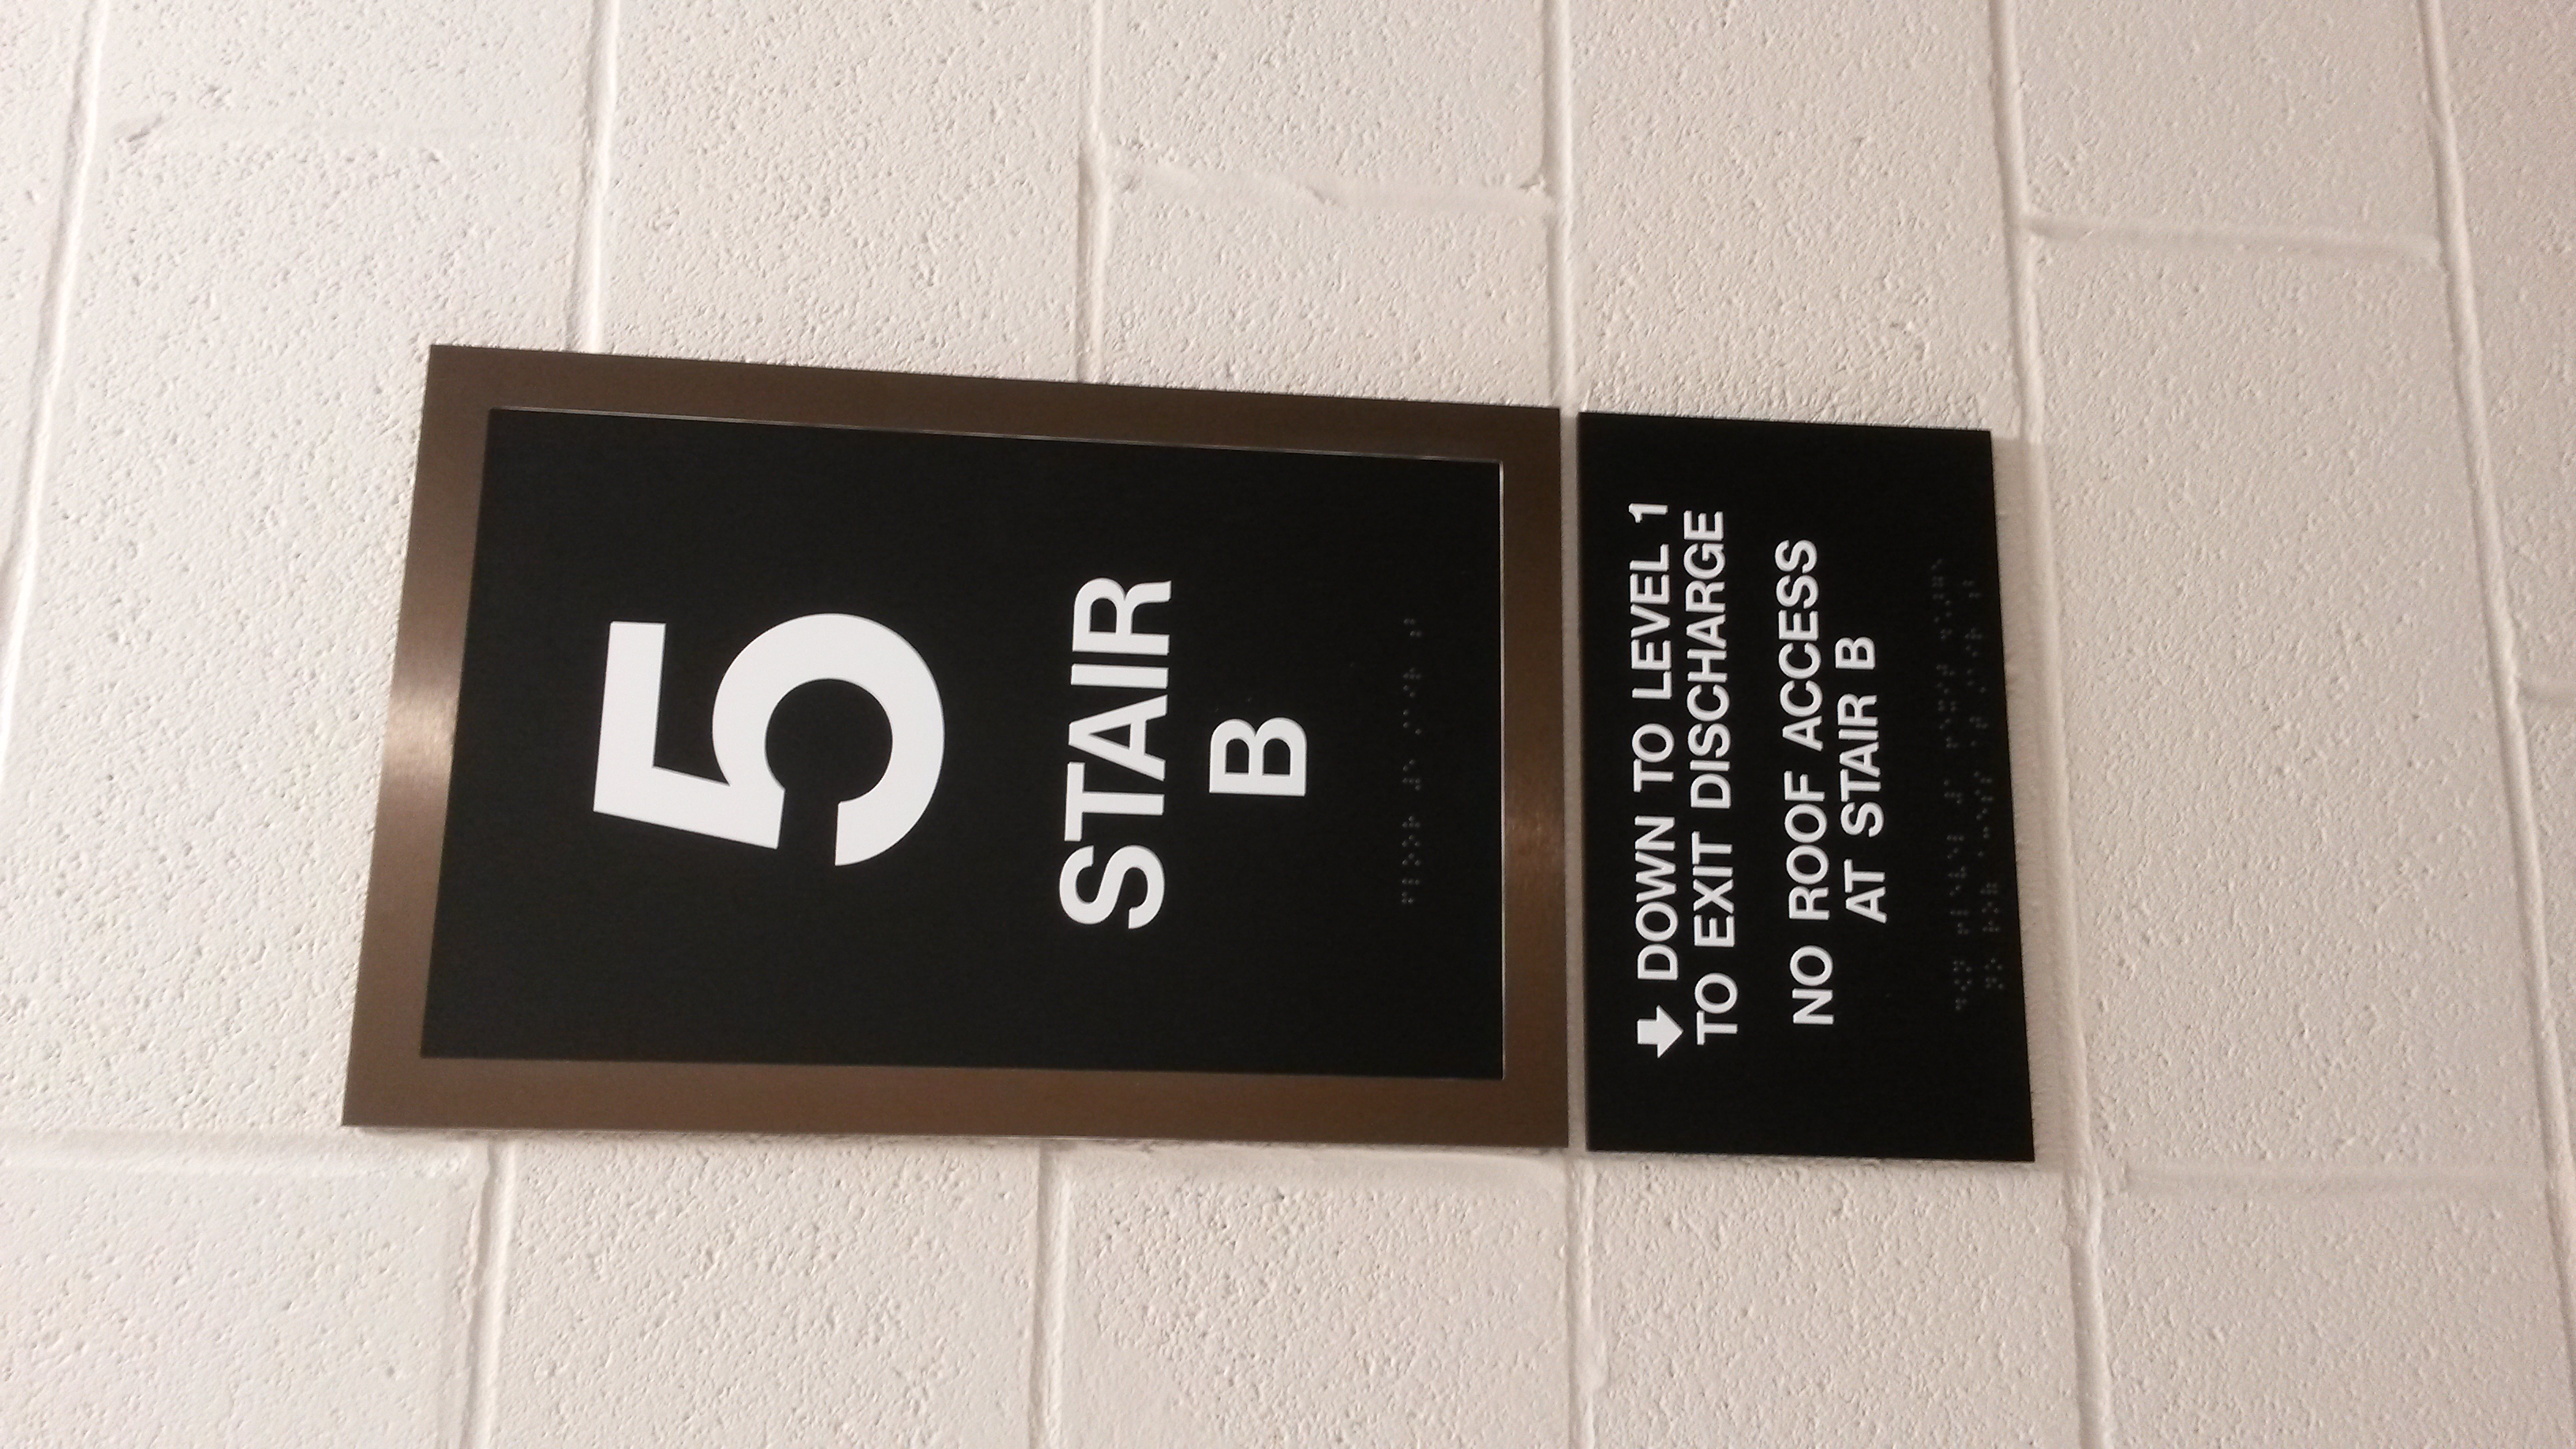 5
STAIR
B
DOWN TO LEVEL 1
TO EXIT DISCHARGE
NO ROOF ACCESS
AT STAIR B